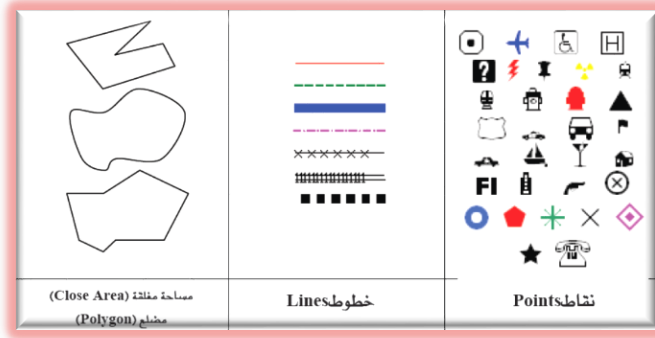 H
?
FI
مساحة مغلقة (Close Area)
مضلع (Polygon)
خطوطLines
نقاطPoints